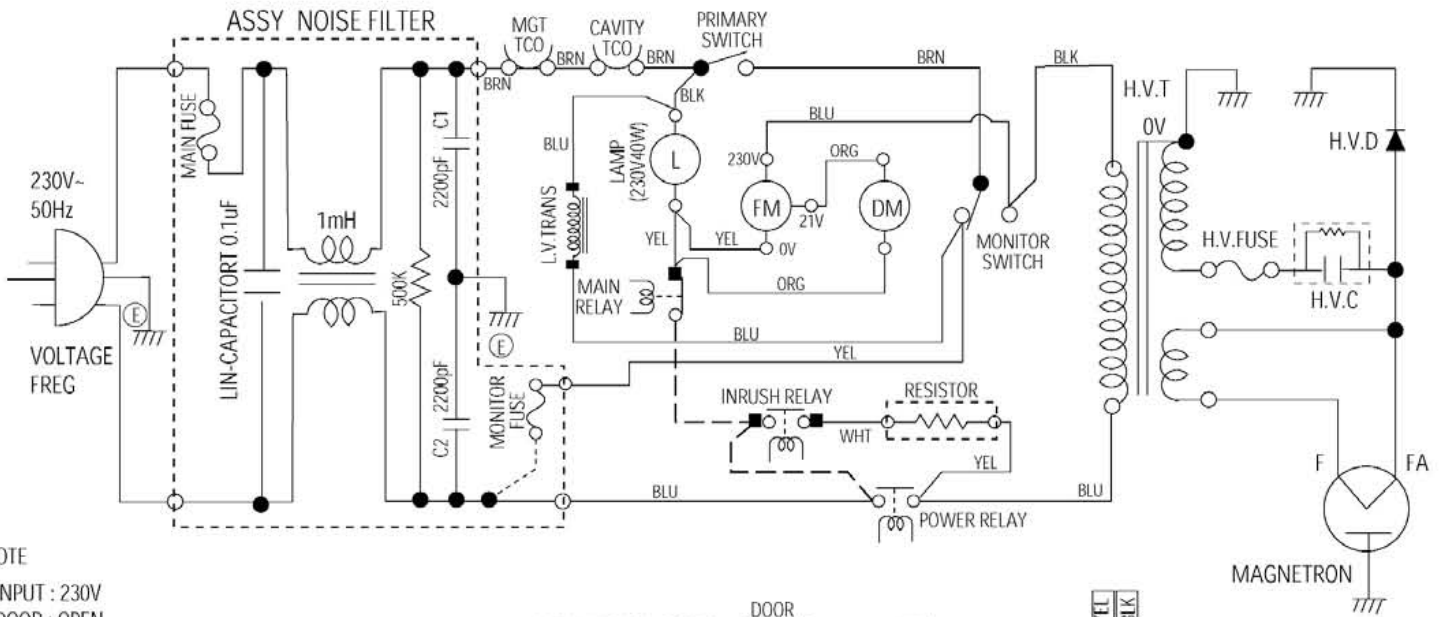 ASSY NOISE FILTER
MGT
TCO
CAVITY
TCO
PRIMARY
SWITCH
BRN
BRN
BRN
BRN
BLK
BLK
H.V.T
0V
H.V.D
MAIN FUSE
C1
2200pF
BLU
LAMP
(230V40W)
L
BLU
230V
ORG
FM
21V
DM
0V
YEL
YEL
ORG
230V~
50Hz
1mH
LIN-CAPACITORT 0.1uF
500K
L.V.TRANS
MAIN
RELAY
MONITOR
SWITCH
H.V.FUSE
H.V.C
E
VOLTAGE
FREG
E
BLU
YEL
2200pF
C2
MONITOR
FUSE
INRUSH RELAY
RESISTOR
WHT
YEL
BLU
BLU
POWER RELAY
F
FA
MAGNETRON
OTE
NPUT : 230V
DOOR
YEL
BLK